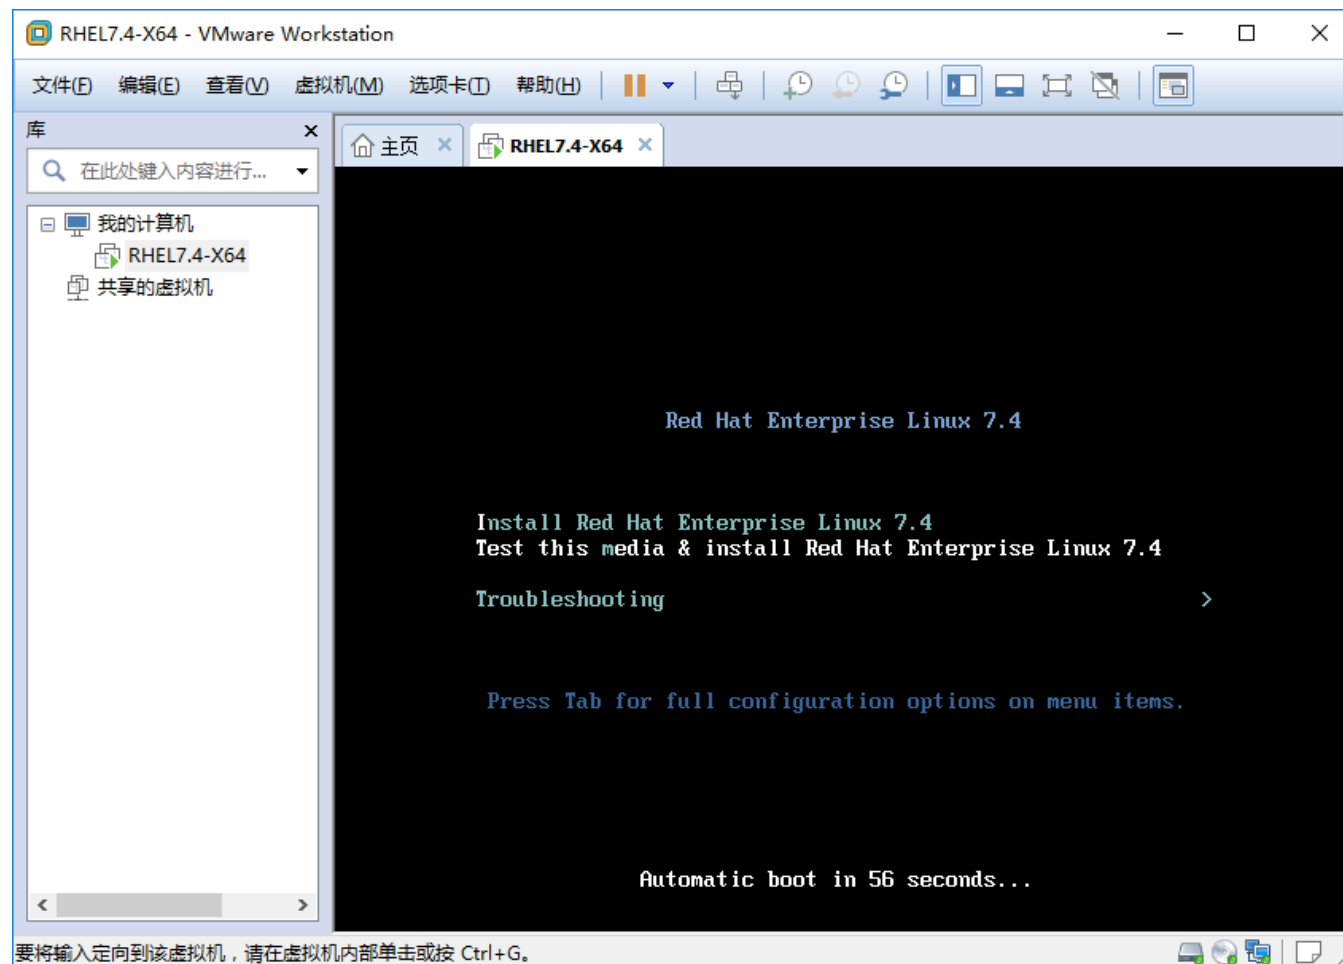 RHEL7.4-X64 - VMware Workstation
文件(F) 编辑(E) 查看(V) 虚拟机(M) 选项卡(T) 帮助(H)
库
主页 RHEL7.4-X64
在此处键入内容进行...
我的计算机
RHEL7.4-X64
共享的虚拟机
Red Hat Enterprise Linux 7.4
Install Red Hat Enterprise Linux 7.4
Test this media & install Red Hat Enterprise Linux 7.4
Troubleshooting >
Press Tab for full configuration options on menu items.
Automatic boot in 56 seconds...
要将输入定向到该虚拟机，请在虚拟机内部单击或按 Ctrl+G。